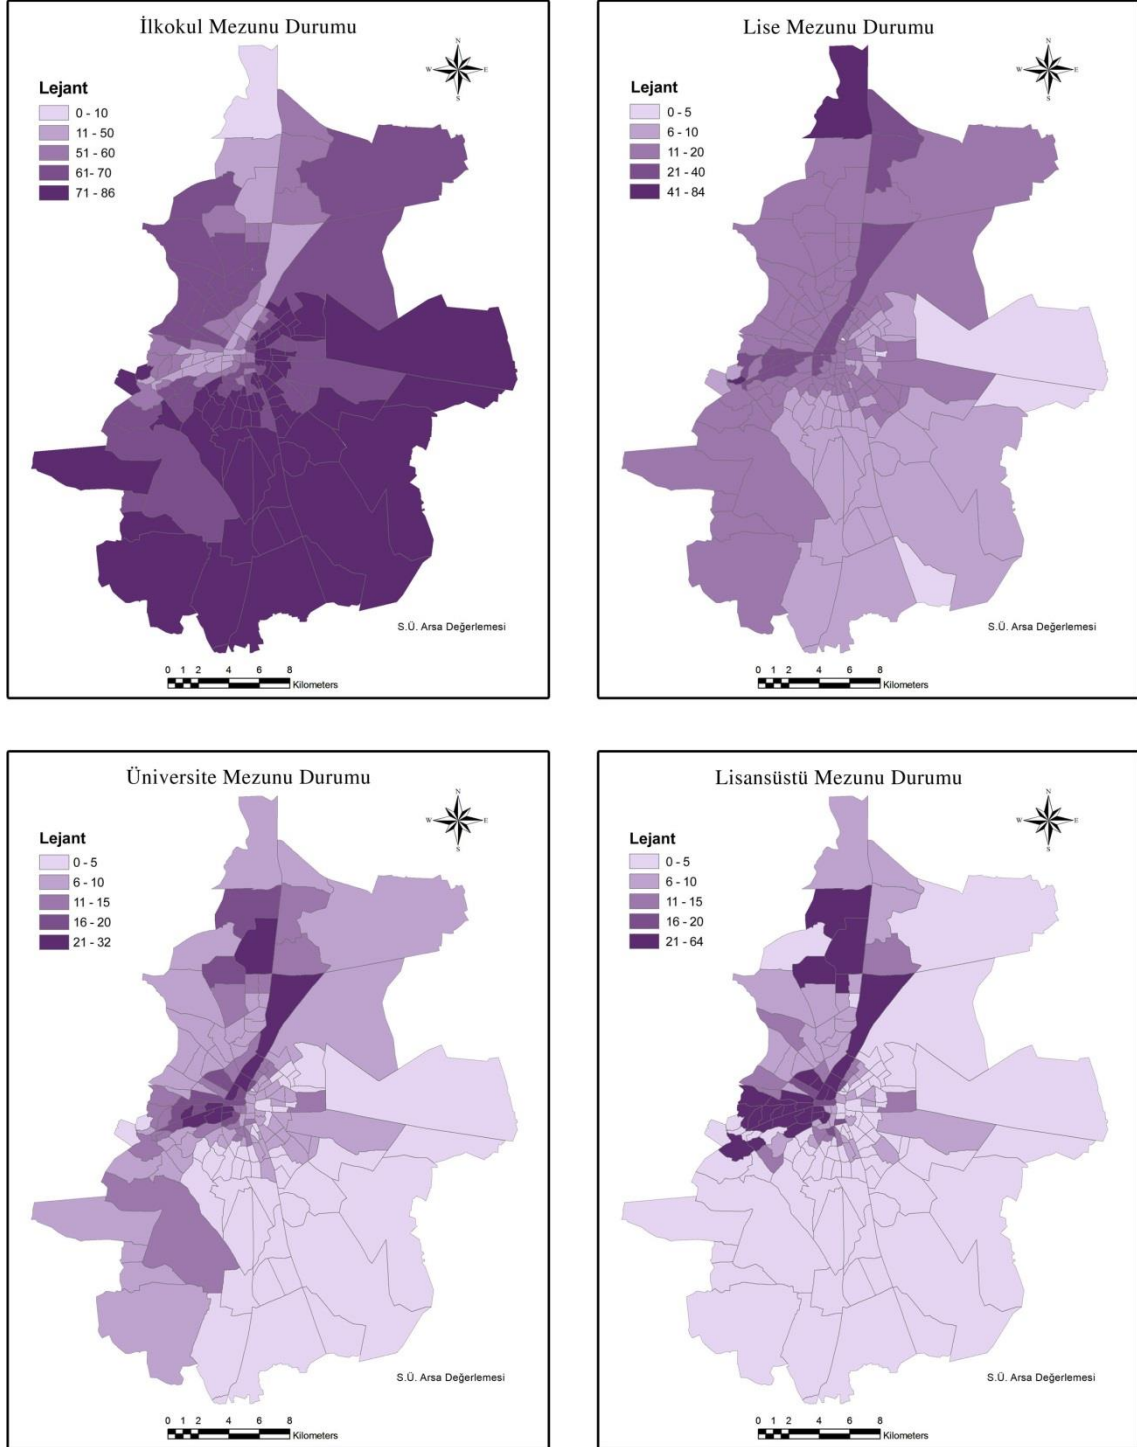 İlkokul Mezunu Durumu
N
W E
S
Lejant
0 - 10
11 - 50
51 - 60
61- 70
71 - 86
S.Ü. Arsa Değerlemesi
0 1 2 4 6 8
Kilometers
Lise Mezunu Durumu
N
W E
S
Lejant
0 - 5
6 - 10
11 - 20
21 - 40
41 - 84
S.Ü. Arsa Değerlemesi
0 1 2 4 6 8
Kilometers
Üniversite Mezunu Durumu
N
W E
S
Lejant
0 - 5
6 - 10
11 - 15
16 - 20
21 - 32
S.Ü. Arsa Değerlemesi
0 1 2 4 6 8
Kilometers
Lisansüstü Mezunu Durumu
N
W E
S
Lejant
0 - 5
6 - 10
11 - 15
16 - 20
21 - 64
S.Ü. Arsa Değerlemesi
0 1 2 4 6 8
Kilometers